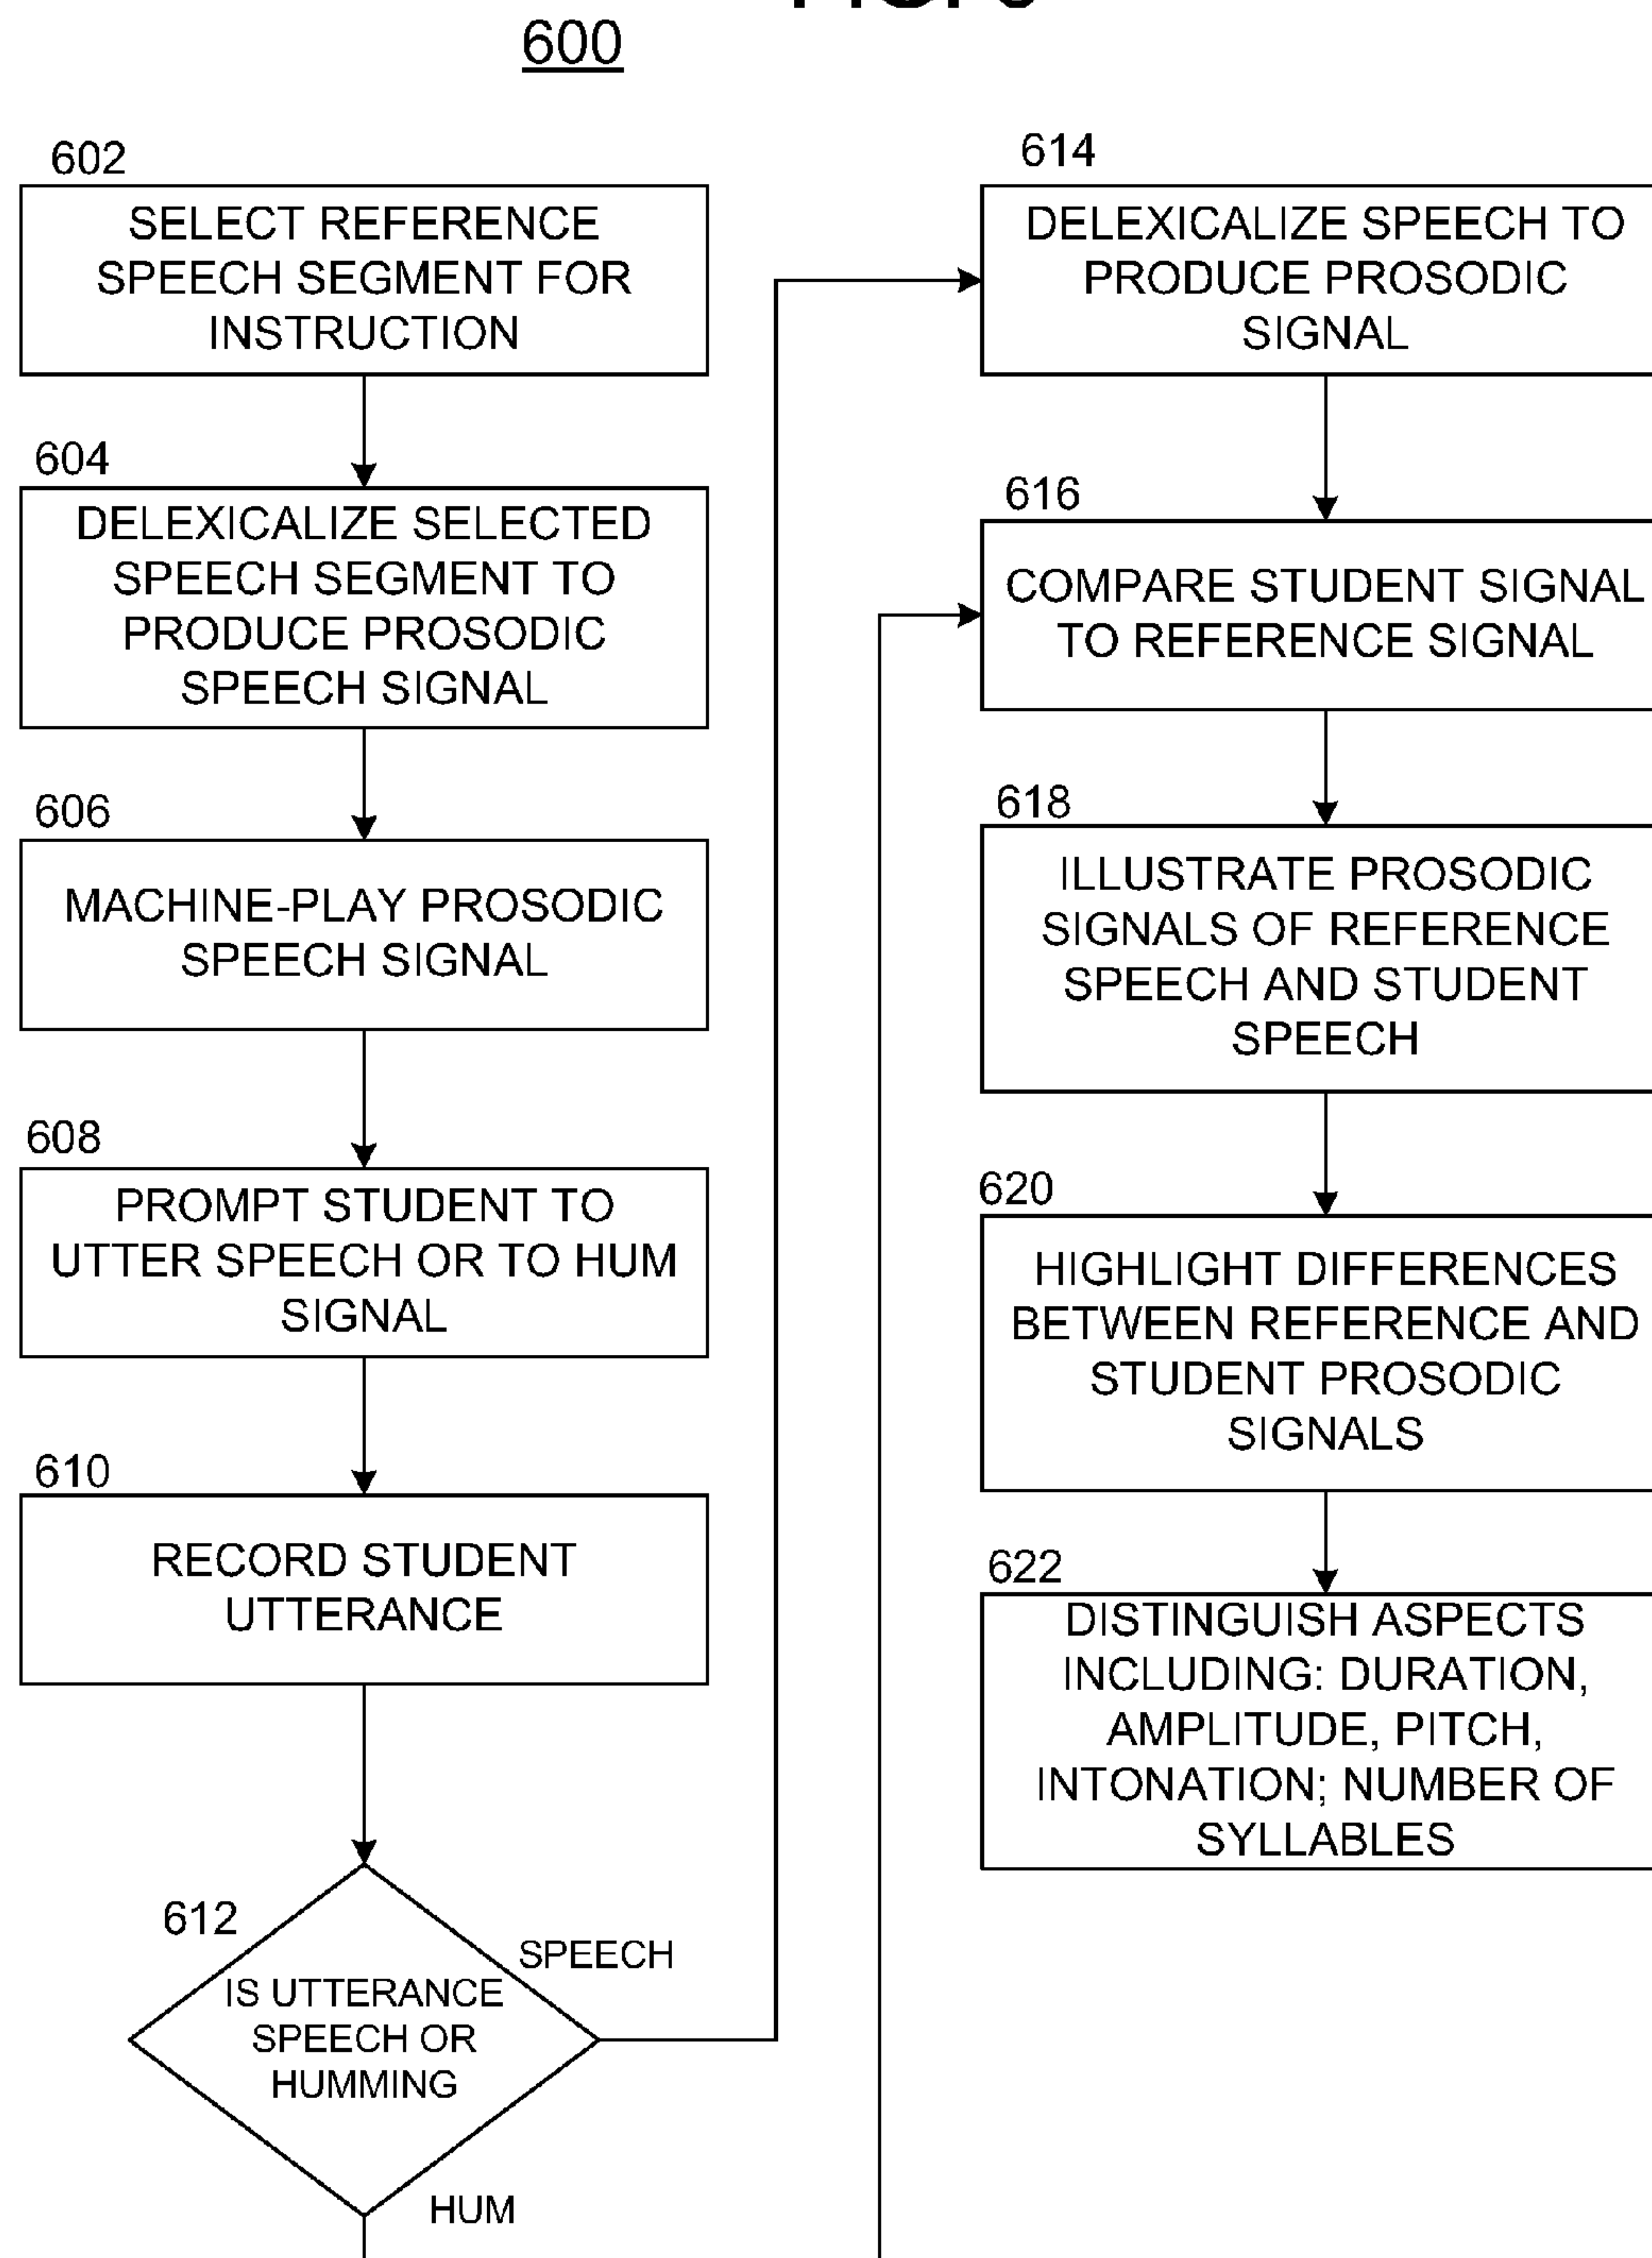 600
602
SELECT REFERENCE
SPEECH SEGMENT FOR
INSTRUCTION
604
DELEXICALIZE SELECTED
SPEECH SEGMENT TO
PRODUCE PROSODIC
SPEECH SIGNAL
606
MACHINE-PLAY PROSODIC
SPEECH SIGNAL
608
PROMPT STUDENT TO
UTTER SPEECH OR TO HUM
SIGNAL
610
RECORD STUDENT
UTTERANCE
612
IS UTTERANCE
SPEECH OR
HUMMING
SPEECH
HUM
614
DELEXICALIZE SPEECH TO
PRODUCE PROSODIC
SIGNAL
616
COMPARE STUDENT SIGNAL
TO REFERENCE SIGNAL
618
ILLUSTRATE PROSODIC
SIGNALS OF REFERENCE
SPEECH AND STUDENT
SPEECH
620
HIGHLIGHT DIFFERENCES
BETWEEN REFERENCE AND
STUDENT PROSODIC
SIGNALS
622
DISTINGUISH ASPECTS
INCLUDING: DURATION,
AMPLITUDE, PITCH,
INTONATION; NUMBER OF
SYLLABLES